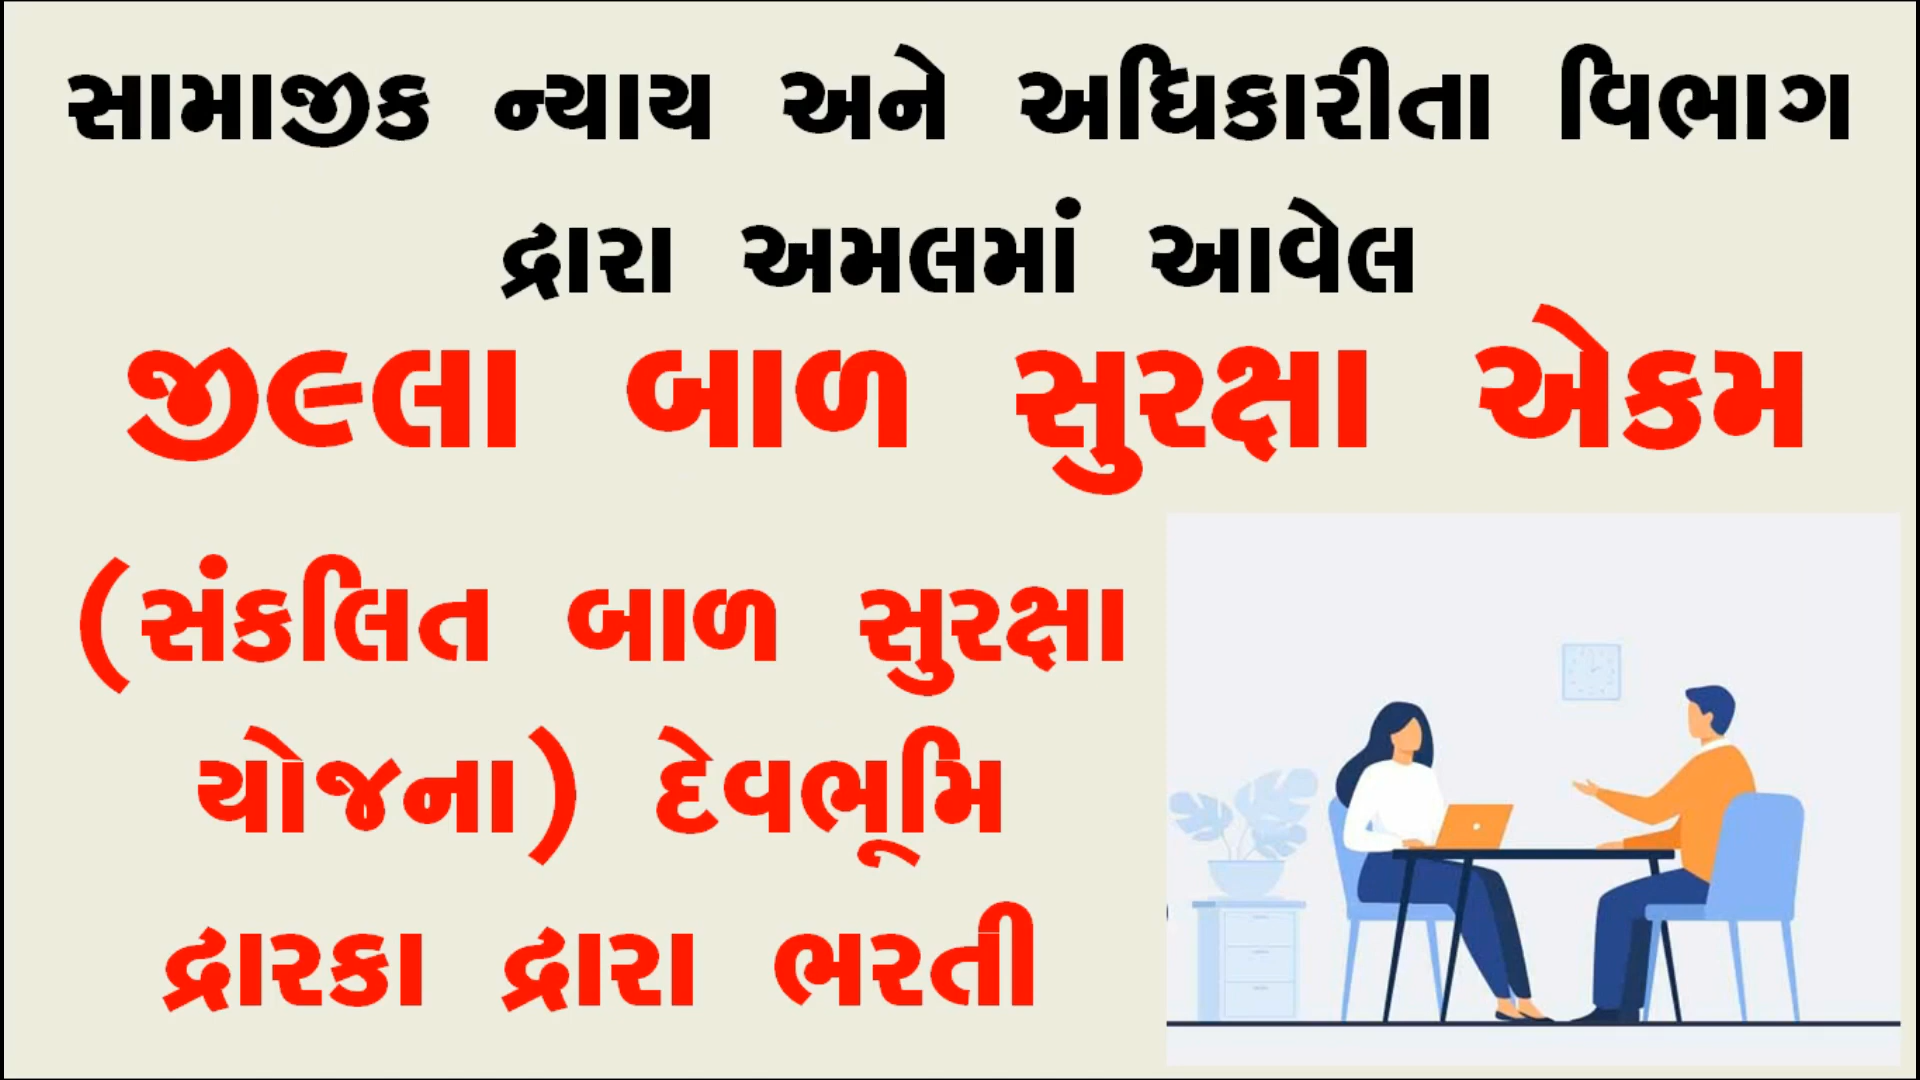 સામાજીક ન્યાય અને અધિકારીતા વિભાગ
દ્વારા અમલમાં આવેલ
જીલ્લા બાળ સુરક્ષા એકમ
(સંકલિત બાળ સુરક્ષા
યોજના) દેવભૂમિ
દ્વારકા દ્વારા ભરતી